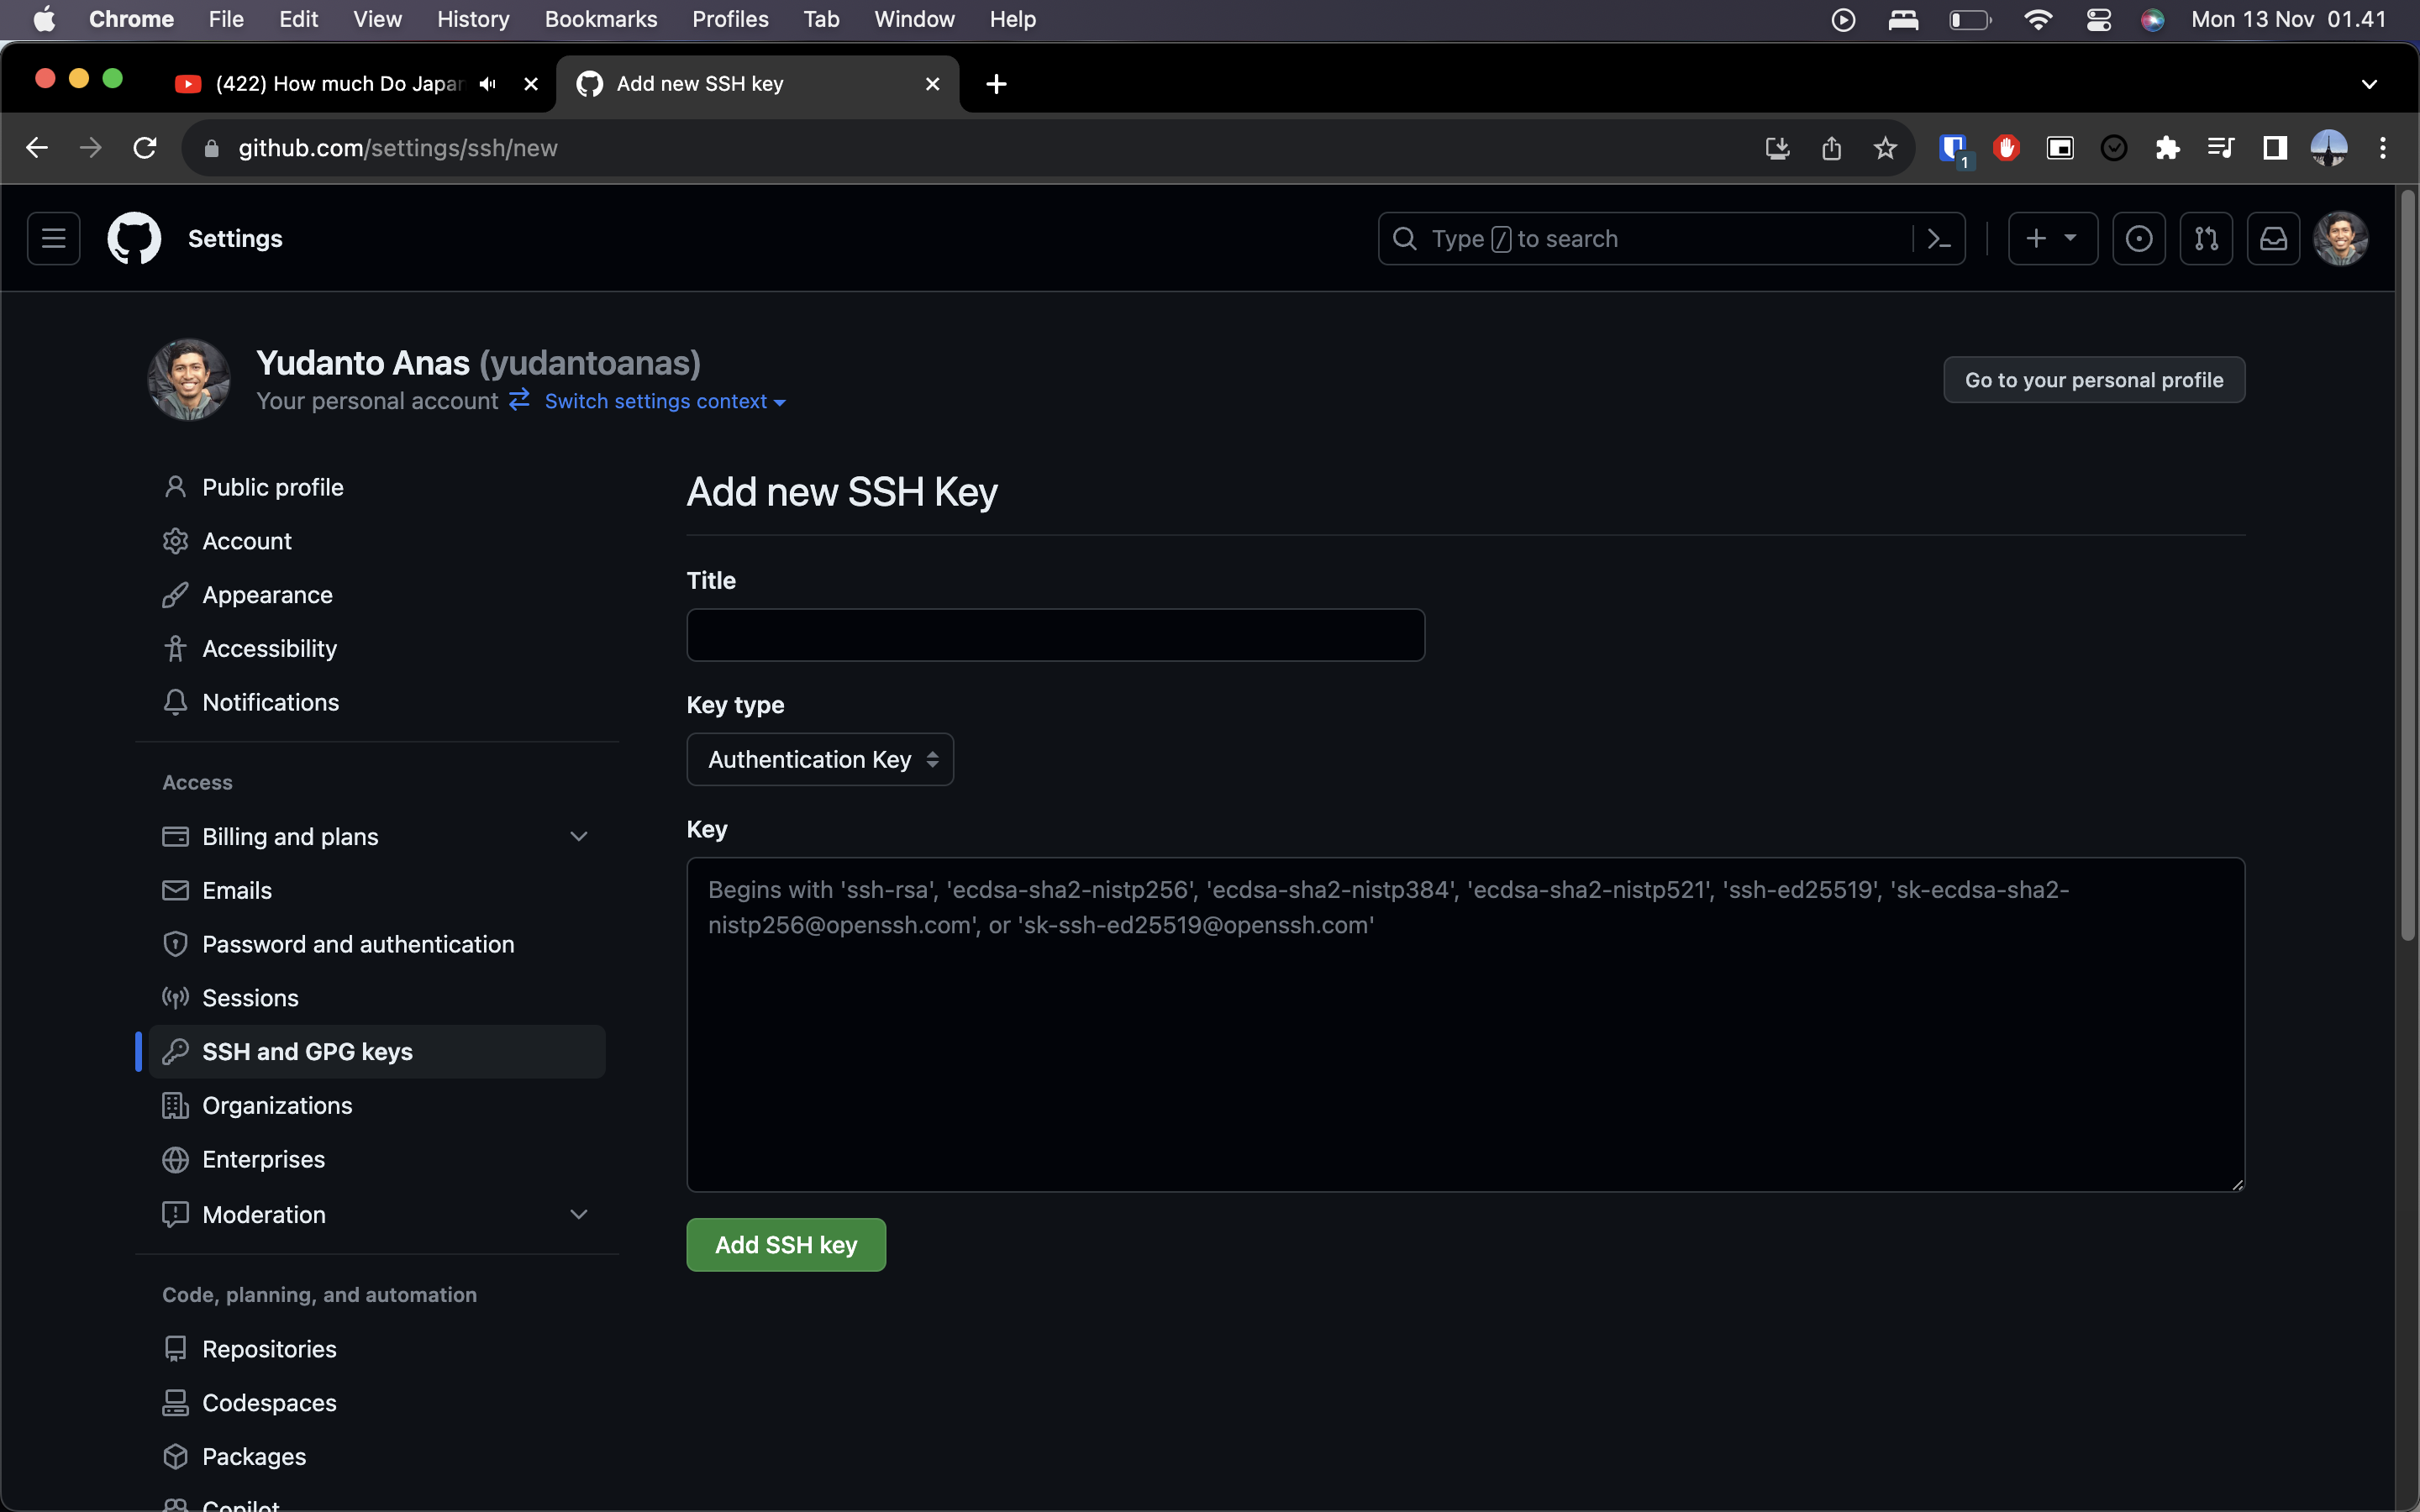 Chrome File Edit View History Bookmarks Profiles Tab Window Help Mon 13 Nov 01.41
(422) How much Do Japan Add new SSH key
github.com/settings/ssh/new 1
Settings Type / to search
Yudanto Anas (yudantoanas)
Your personal account Switch settings context
Go to your personal profile
Public profile
Account
Appearance
Accessibility
Notifications
Access
Billing and plans
Emails
Password and authentication
Sessions
SSH and GPG keys
Organizations
Enterprises
Moderation
Code, planning, and automation
Repositories
Codespaces
Packages
Copilot
Add new SSH Key
Title
Key type
Authentication Key
Key
Begins with 'ssh-rsa', 'ecdsa-sha2-nistp256', 'ecdsa-sha2-nistp384', 'ecdsa-sha2-nistp521', 'ssh-ed25519', 'sk-ecdsa-sha2-
nistp256@openssh.com', or 'sk-ssh-ed25519@openssh.com'
Add SSH key